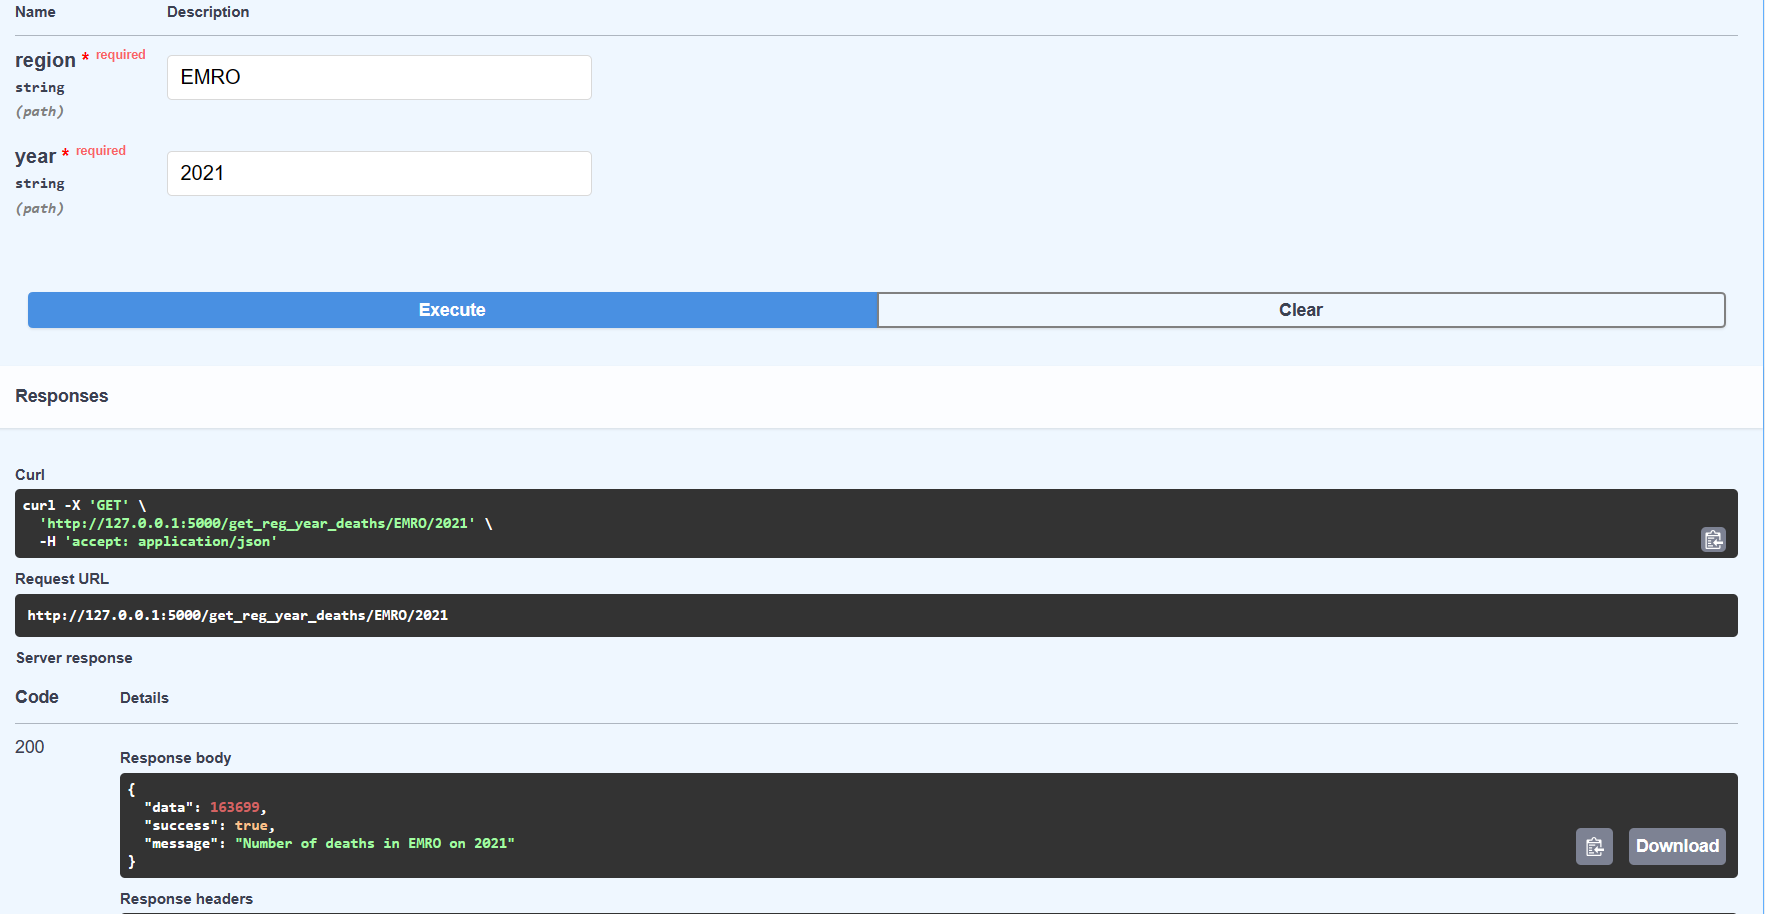 Name Description
region * required
EMRO
string
(path)
year * required
2021
string
(path)
Execute Clear
Responses
Curl
curl -X 'GET' \
'http://127.0.0.1:5000/get_reg_year_deaths/EMRO/2021' \
-H 'accept: application/json'
Request URL
http://127.0.0.1:5000/get_reg_year_deaths/EMRO/2021
Server response
Code Details
200
Response body
{
"data": 163699,
"success": true,
"message": "Number of deaths in EMRO on 2021"
}
Download
Response headers